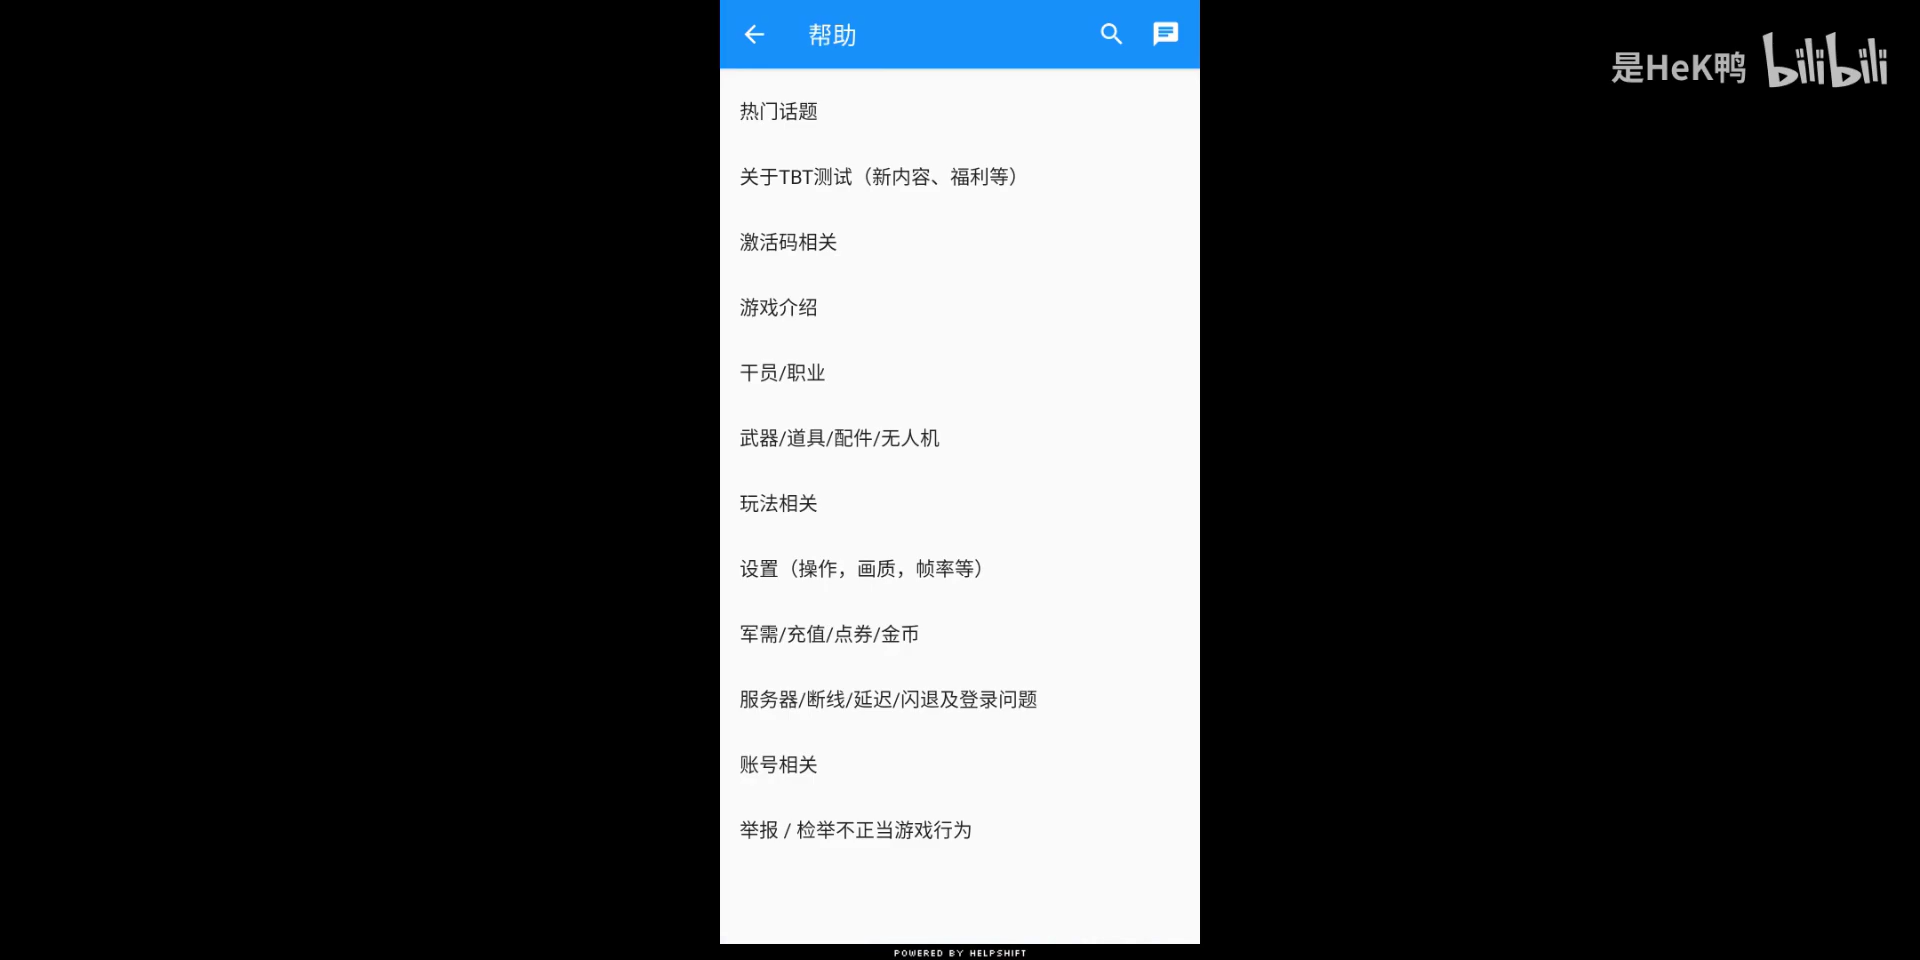 帮助
是HeK鸭 bilibili
热门话题
关于TBT测试（新内容、福利等）
激活码相关
游戏介绍
干员/职业
武器/道具/配件/无人机
玩法相关
设置（操作，画质，帧率等）
军需/充值/点券/金币
服务器/断线/延迟/闪退及登录问题
账号相关
举报 / 检举不正当游戏行为
POWERED BY HELPSHIFT